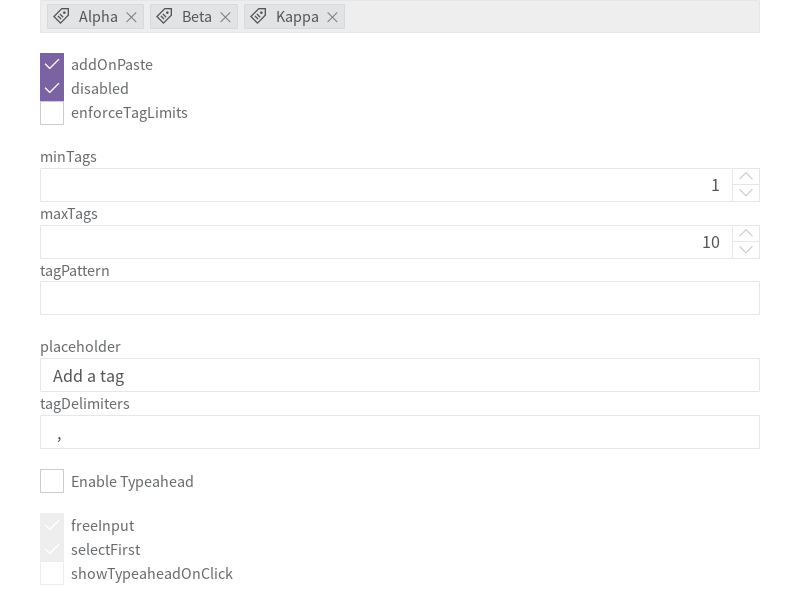 Alpha Beta Kappa
addOnPaste
disabled
enforceTagLimits
minTags
1
maxTags
10
tagPattern
placeholder
Add a tag
tagDelimiters
,
Enable Typeahead
freeInput
selectFirst
showTypeaheadOnClick